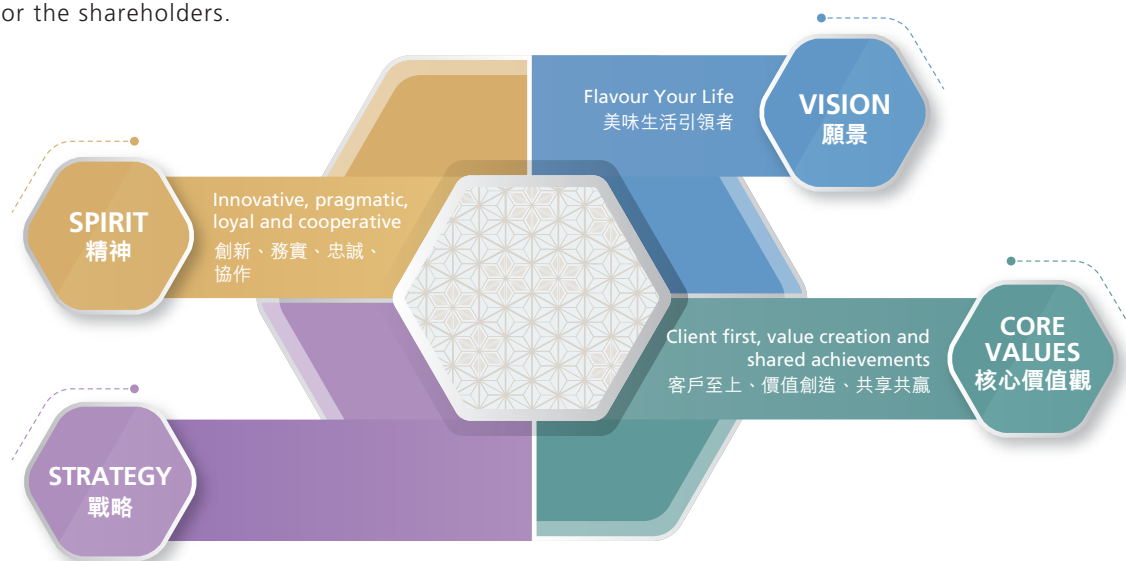 or the shareholders.
Flavour Your Life
美味生活引領者
VISION
願景
SPIRIT
精神
Innovative, pragmatic,
loyal and cooperative
創新、務實、忠誠、
協作
Client first, value creation and
shared achievements
客戶至上、價值創造、共享共贏
CORE
VALUES
核心價值觀
STRATEGY
戰略